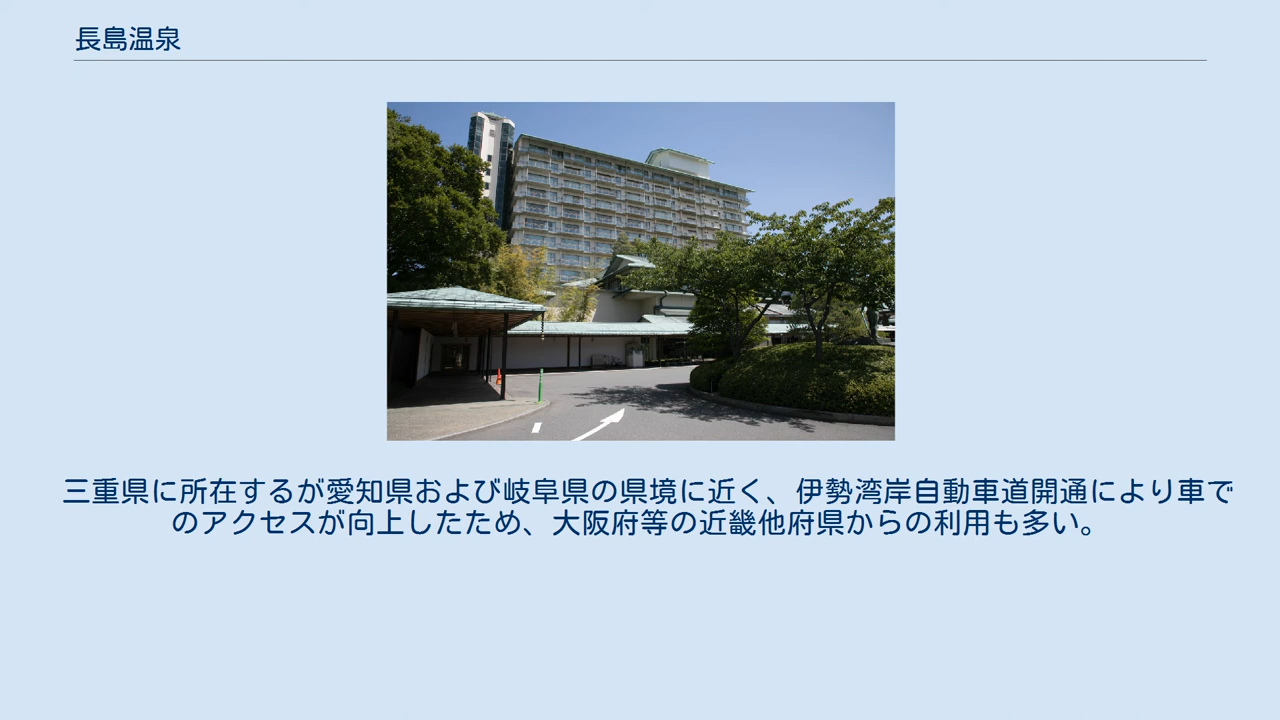 長島温泉
三重県に所在するが愛知県および岐阜県の県境に近く、伊勢湾岸自動車道開通により車で
のアクセスが向上したため、大阪府等の近畿他府県からの利用も多い。